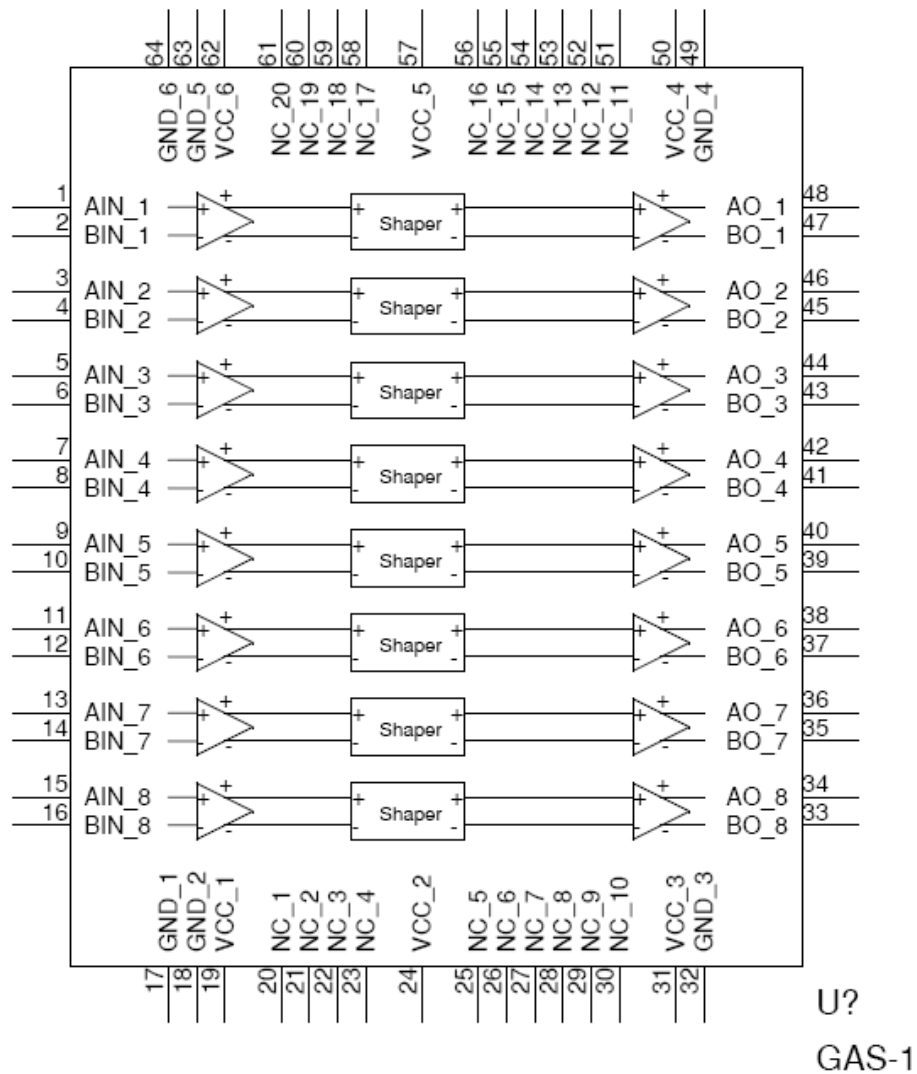 64 63 62 61 60 59 58 57 56 55 54 53 52 51 50 49
GND_6 GND_5 VCC_6 NC_20 NC_19 NC_18 NC_17 VCC_5 NC_16 NC_15 NC_14 NC_13 NC_12 NC_11 VCC_4 GND_4
+ +
1 AIN_1 + + Shaper + + AO_1 48
2 BIN_1 - - - - BO_1 47
+ +
3 AIN_2 + + Shaper + + AO_2 46
4 BIN_2 - - - - BO_2 45
+ +
5 AIN_3 + + Shaper + + AO_3 44
6 BIN_3 - - - - BO_3 43
+ +
7 AIN_4 + + Shaper + + AO_4 42
8 BIN_4 - - - - BO_4 41
+ +
9 AIN_5 + + Shaper + + AO_5 40
10 BIN_5 - - - - BO_5 39
+ +
11 AIN_6 + + Shaper + + AO_6 38
12 BIN_6 - - - - BO_6 37
+ +
13 AIN_7 + + Shaper + + AO_7 36
14 BIN_7 - - - - BO_7 35
+ +
15 AIN_8 + + Shaper + + AO_8 34
16 BIN_8 - - - - BO_8 33
GND_1 GND_2 VCC_1 NC_1 NC_2 NC_3 NC_4 VCC_2 NC_5 NC_6 NC_7 NC_8 NC_9 NC_10 VCC_3 GND_3
17 18 19 20 21 22 23 24 25 26 27 28 29 30 31 32
U?
GAS-1